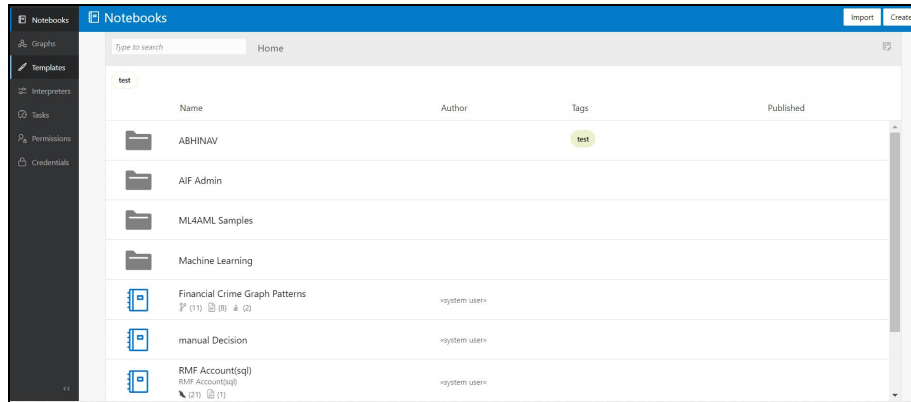 Notebooks
Graphs
Templates
Interpreters
Tasks
Permissions
Credentials
<<
Notebooks
Import
Create
Type to search
Home
test
Name Author Tags Published
ABHINAV test
AIF Admin
ML4AML Samples
Machine Learning
Financial Crime Graph Patterns
(11) (8) (2)
«system user»
manual Decision «system user»
RMF Account(sql)
RMF Account(sql)
(21) (1)
«system user»